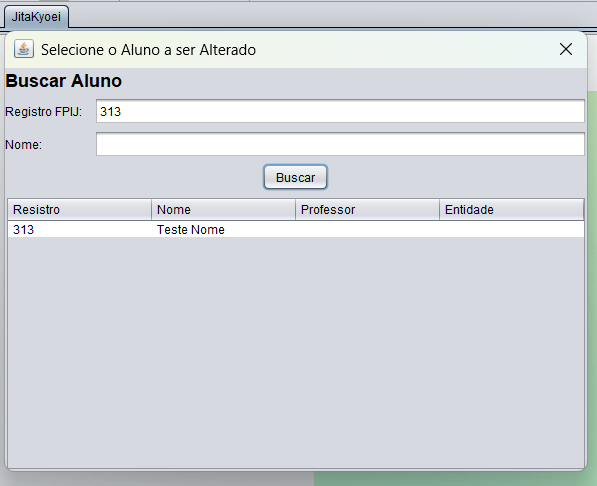 JitaKyoei
Selecione o Aluno a ser Alterado
Buscar Aluno
Registro FPIJ: 313
Nome:
Buscar
Resistro Nome Professor Entidade
313 Teste Nome